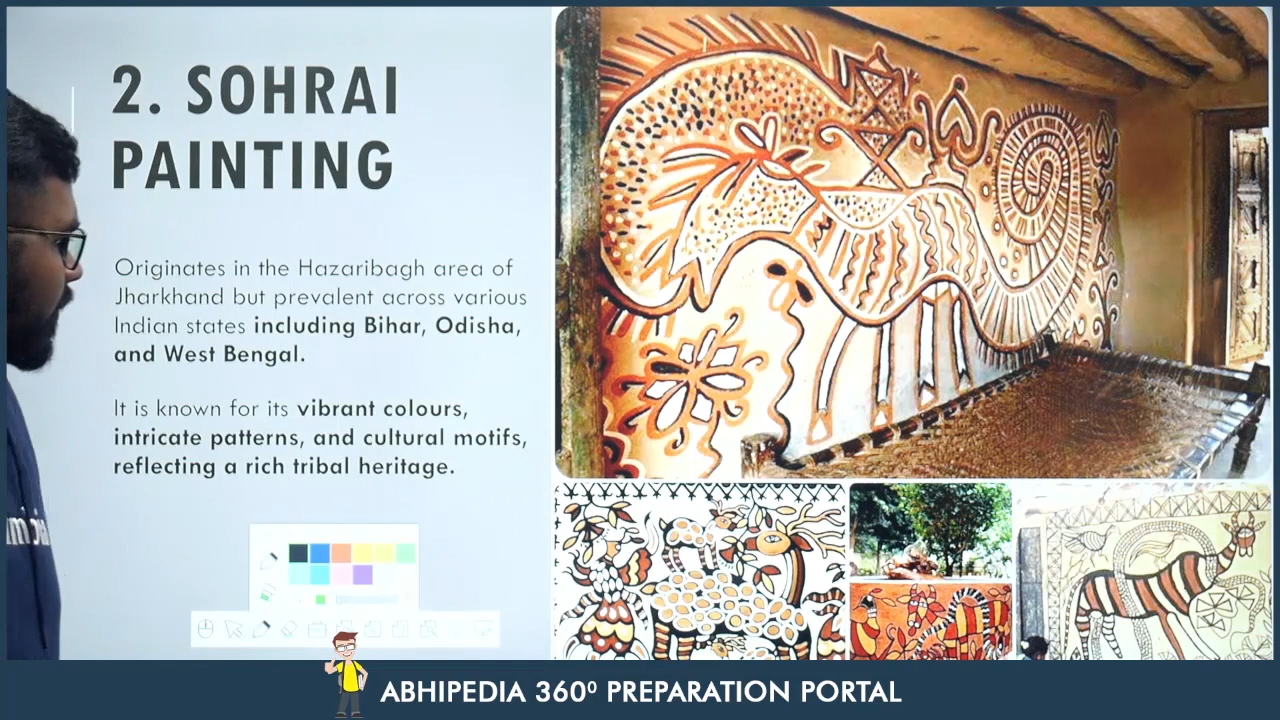 2. SOHRAI
PAINTING
Originates in the Hazaribagh area of
Jharkhand but prevalent across various
Indian states including Bihar, Odisha,
and West Bengal.
It is known for its vibrant colours,
intricate patterns, and cultural motifs,
reflecting a rich tribal heritage.
ABHIPEDIA 360⁰ PREPARATION PORTAL